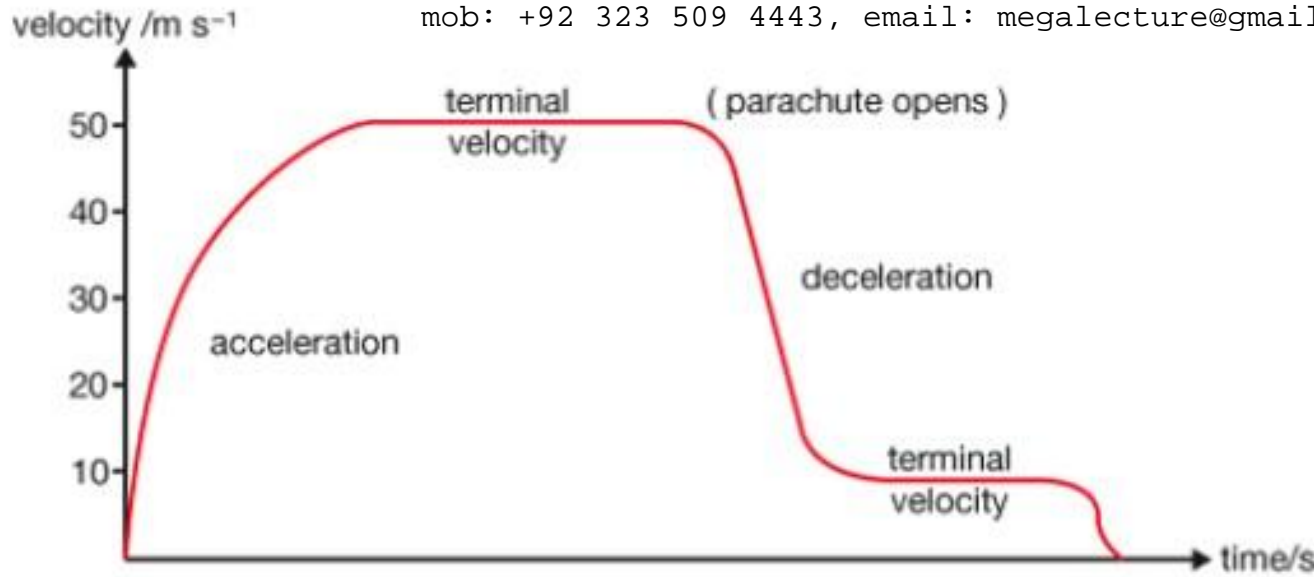 mob: +92 323 509 4443, email: megalecture@gmail
velocity /m s⁻¹
terminal
velocity
( parachute opens )
50
40
30
20
10
acceleration
deceleration
terminal
velocity
time/s